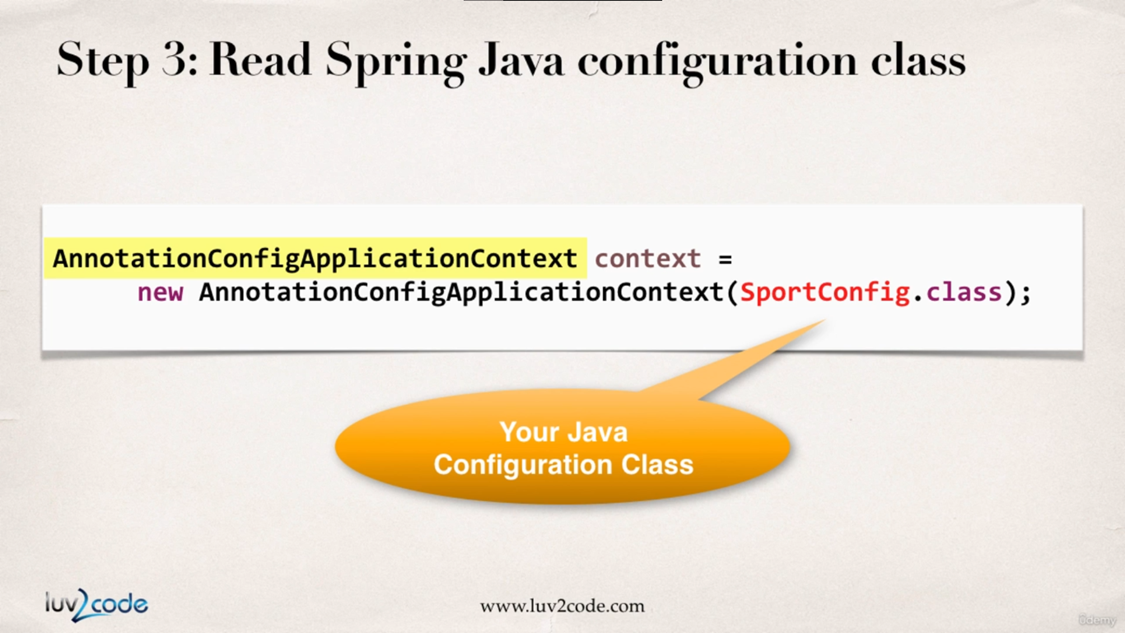 Step 3: Read Spring Java configuration class
AnnotationConfigApplicationContext context =
new AnnotationConfigApplicationContext(SportConfig.class);
Your Java
Configuration Class
luv2code
www.luv2code.com
ûdemy